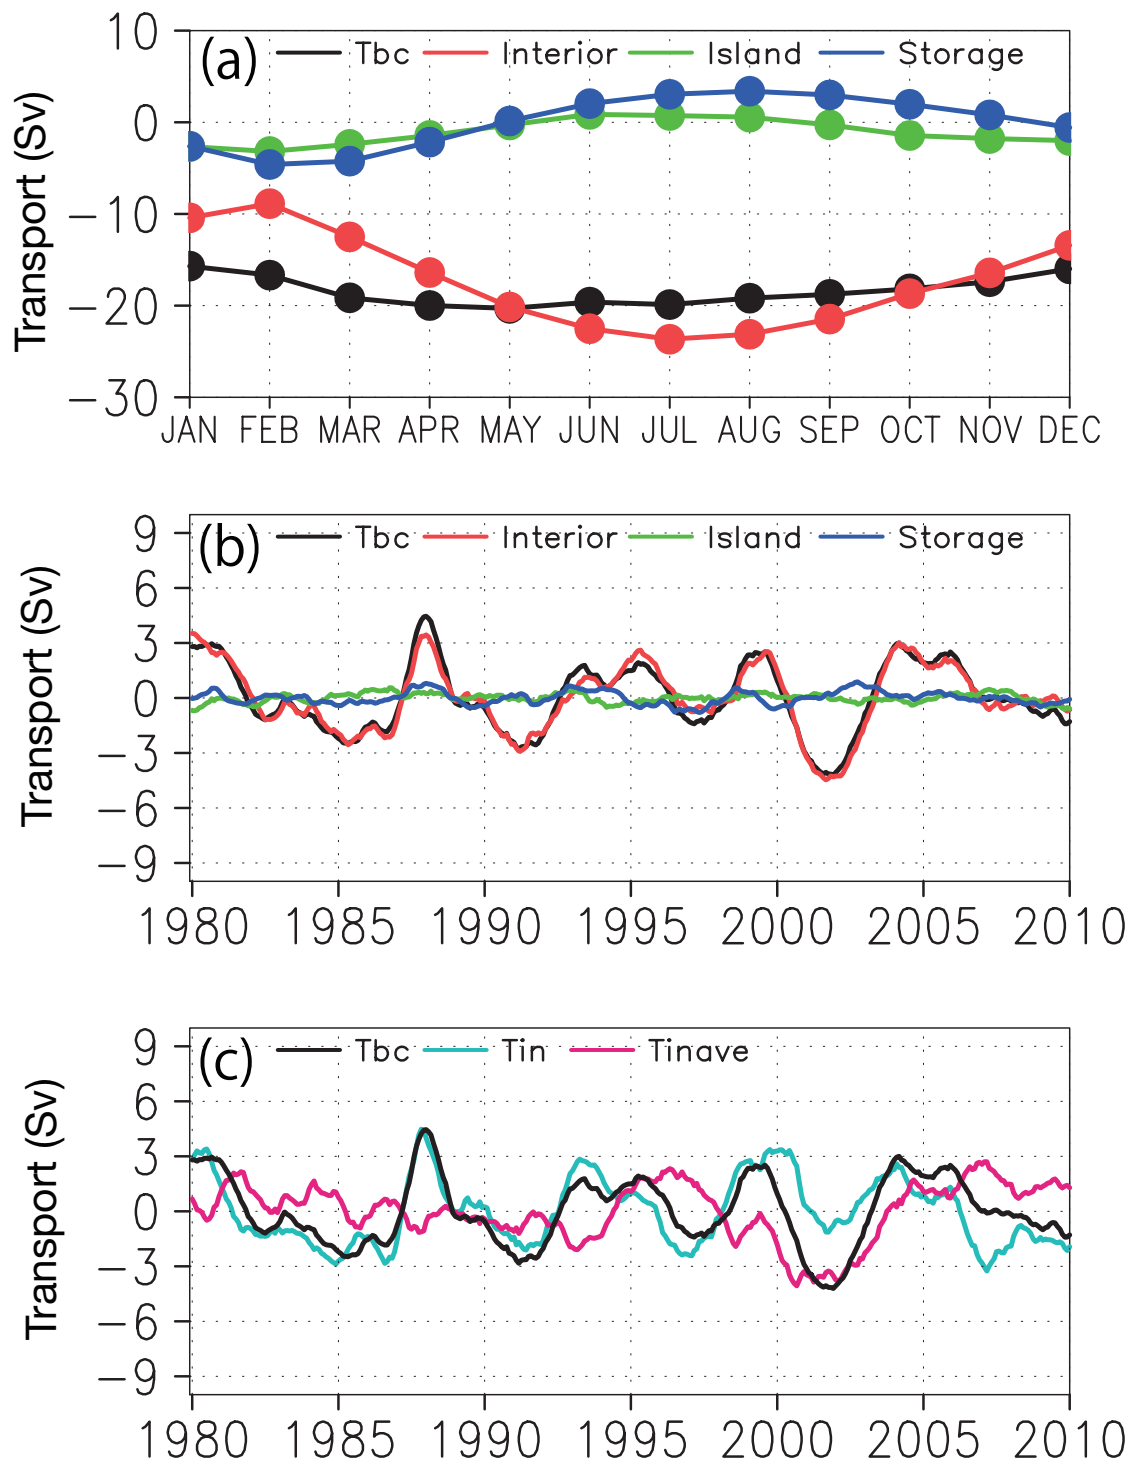 10
(a) Tbc Interior Island Storage
0
-10
-20
-30
Transport (Sv)
JAN FEB MAR APR MAY JUN JUL AUG SEP OCT NOV DEC
9
(b) Tbc Interior Island Storage
6
3
0
-3
-6
-9
Transport (Sv)
1980 1985 1990 1995 2000 2005 2010
9
(c) Tbc Tin Tinave
6
3
0
-3
-6
-9
Transport (Sv)
1980 1985 1990 1995 2000 2005 2010